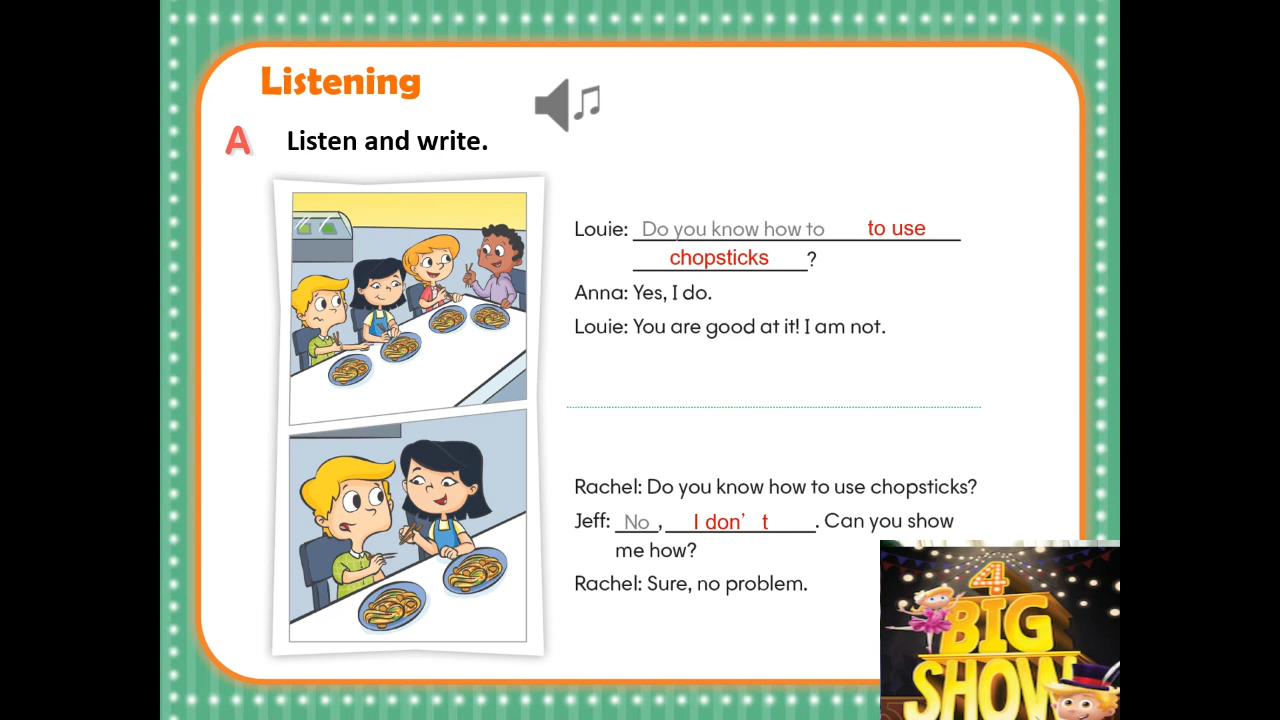 Listening
A Listen and write.
Louie: Do you know how to to use
chopsticks?
Anna: Yes, I do.
Louie: You are good at it! I am not.
Rachel: Do you know how to use chopsticks?
Jeff: No, I don’t. Can you show
me how?
Rachel: Sure, no problem.
4
BIG
SHOW